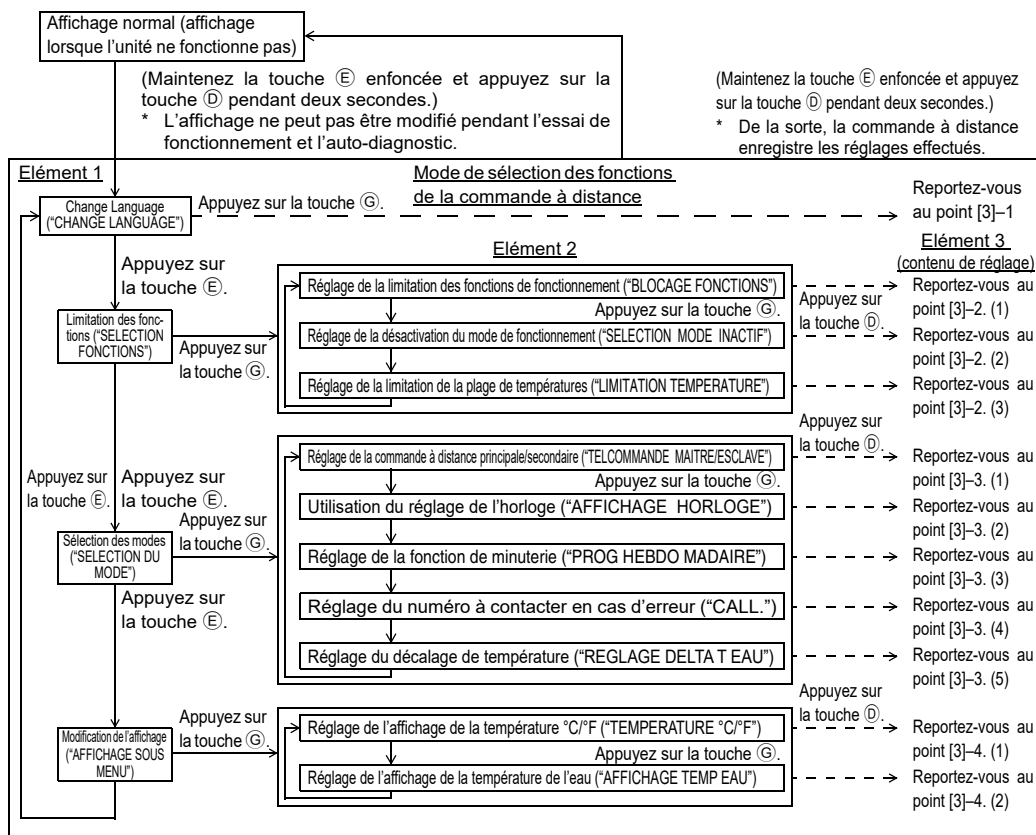 Affichage normal (affichage
lorsque l'unité ne fonctionne pas)
(Maintenez la touche Ⓔ enfoncée et appuyez sur la
touche Ⓓ pendant deux secondes.)
* L'affichage ne peut pas être modifié pendant l'essai de
fonctionnement et l'auto-diagnostic.
(Maintenez la touche Ⓔ enfoncée et appuyez
sur la touche Ⓓ pendant deux secondes.)
* De la sorte, la commande à distance
enregistre les réglages effectués.
Elément 1
Mode de sélection des fonctions
de la commande à distance
Change Language
("CHANGE LANGUAGE")
Appuyez sur la touche Ⓖ.
Reportez-vous
au point [3]–1
Elément 2
Elément 3
(contenu de réglage)
Appuyez sur
la touche Ⓔ.
Limitation des fonc-
tions ("SELECTION
FONCTIONS")
Appuyez sur
la touche Ⓖ.
Réglage de la limitation des fonctions de fonctionnement ("BLOCAGE FONCTIONS")
Appuyez sur la touche Ⓖ.
Appuyez sur
la touche Ⓓ.
Reportez-vous au
point [3]–2. (1)
Réglage de la désactivation du mode de fonctionnement ("SELECTION MODE INACTIF")
Reportez-vous au
point [3]–2. (2)
Réglage de la limitation de la plage de températures ("LIMITATION TEMPERATURE")
Reportez-vous au
point [3]–2. (3)
Appuyez sur
la touche Ⓓ.
Appuyez sur
la touche Ⓔ.
Appuyez sur
la touche Ⓔ.
Sélection des modes
("SELECTION DU
MODE")
Appuyez sur
la touche Ⓖ.
Réglage de la commande à distance principale/secondaire ("TELCOMMANDE MAITRE/ESCLAVE")
Appuyez sur la touche Ⓖ.
Reportez-vous au
point [3]–3. (1)
Utilisation du réglage de l'horloge ("AFFICHAGE HORLOGE")
Reportez-vous au
point [3]–3. (2)
Réglage de la fonction de minuterie ("PROG HEBDO MADAIRE")
Reportez-vous au
point [3]–3. (3)
Réglage du numéro à contacter en cas d'erreur ("CALL.")
Reportez-vous au
point [3]–3. (4)
Réglage du décalage de température ("REGLAGE DELTA T EAU")
Reportez-vous au
point [3]–3. (5)
Appuyez sur
la touche Ⓔ.
Appuyez sur
la touche Ⓓ.
Modification de l'affichage
("AFFICHAGE SOUS
MENU")
Appuyez sur
la touche Ⓖ.
Réglage de l'affichage de la température °C/°F ("TEMPERATURE °C/°F")
Appuyez sur la touche Ⓖ.
Reportez-vous au
point [3]–4. (1)
Réglage de l'affichage de la température de l'eau ("AFFICHAGE TEMP EAU")
Reportez-vous au
point [3]–4. (2)